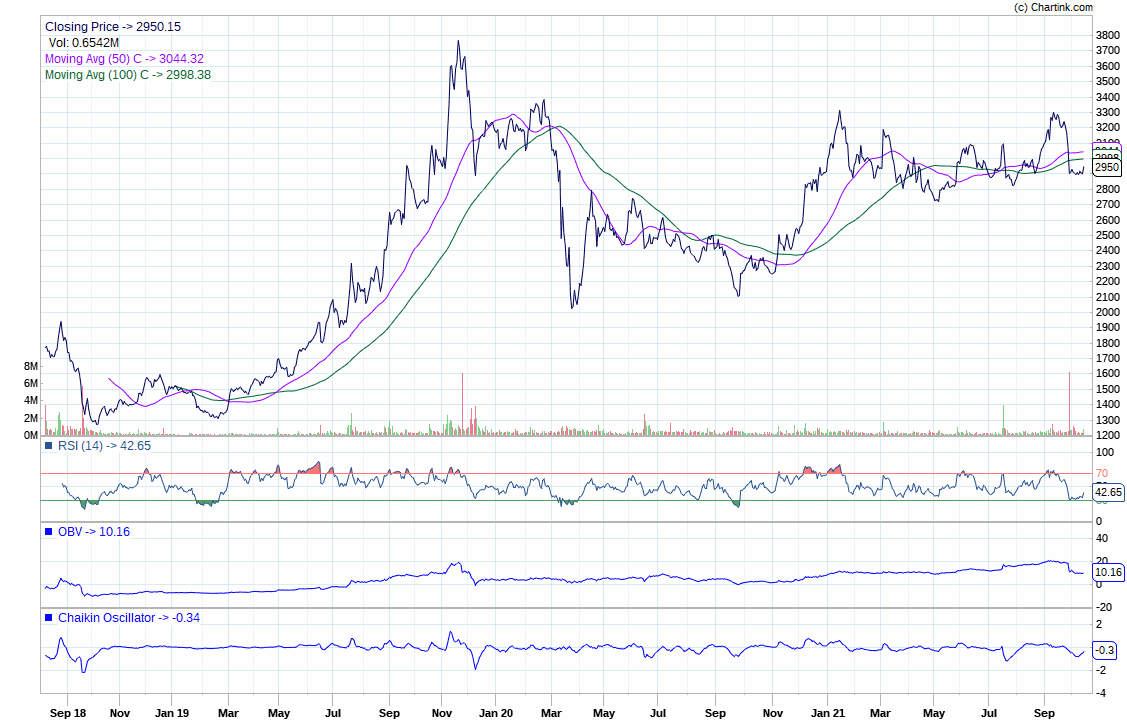 (c) Chartink.com
Closing Price -> 2950.15
Vol: 0.6542M
Moving Avg (50) C -> 3044.32
Moving Avg (100) C -> 2998.38
3800
3700
3600
3500
3400
3300
3200
2950
2800
2700
2600
2500
2400
2300
2200
2100
2000
1900
1800
1700
1600
1500
1400
1300
1200
8M
6M
4M
2M
0M
RSI (14) -> 42.65
100
70
42.65
0
OBV -> 10.16
40
20
10.16
0
-20
Chaikin Oscillator -> -0.34
2
-0.3
-2
-4
Sep 18 Nov Jan 19 Mar May Jul Sep Nov Jan 20 Mar May Jul Sep Nov Jan 21 Mar May Jul Sep